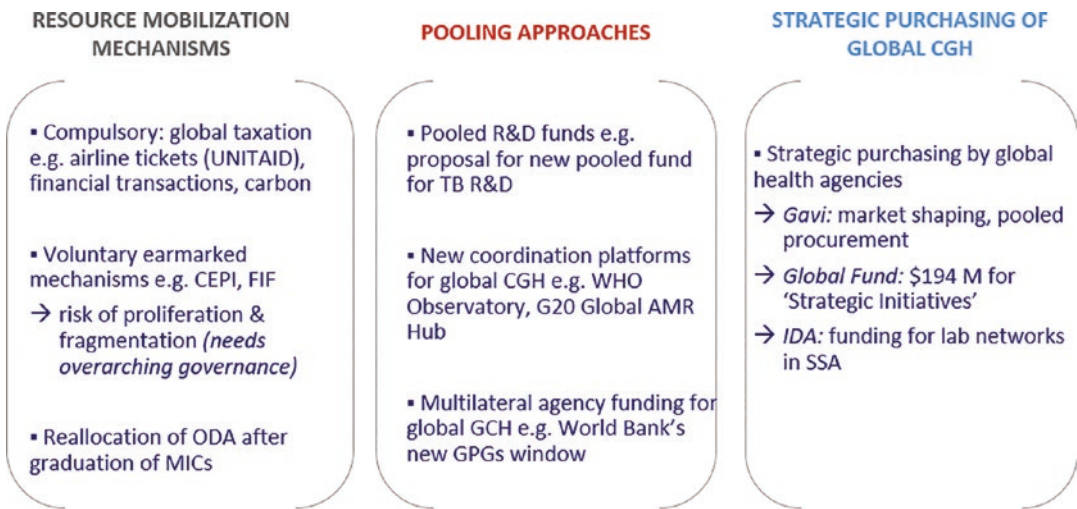 RESOURCE MOBILIZATION
MECHANISMS
▪ Compulsory: global taxation
e.g. airline tickets (UNITAID),
financial transactions, carbon
▪ Voluntary earmarked
mechanisms e.g. CEPI, FIF
→ risk of proliferation &
fragmentation (needs
overarching governance)
▪ Reallocation of ODA after
graduation of MICs
POOLING APPROACHES
▪ Pooled R&D funds e.g.
proposal for new pooled fund
for TB R&D
▪ New coordination platforms
for global CGH e.g. WHO
Observatory, G20 Global AMR
Hub
▪ Multilateral agency funding for
global GCH e.g. World Bank’s
new GPGs window
STRATEGIC PURCHASING OF
GLOBAL CGH
▪ Strategic purchasing by global
health agencies
→ Gavi: market shaping, pooled
procurement
→ Global Fund: $194 M for
‘Strategic Initiatives’
→ IDA: funding for lab networks
in SSA